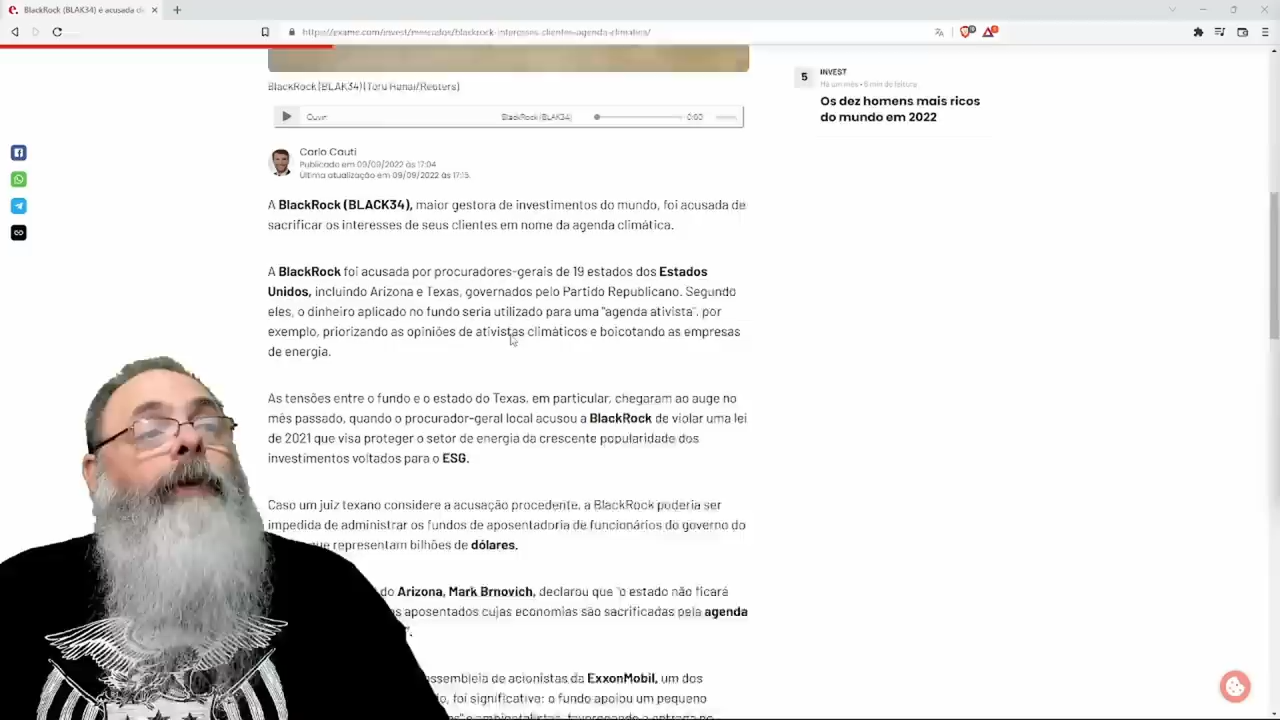 BlackRock (BLAK34) é acusada de
https://exame.com/invest/mercados/blackrock-interesses-clientes-agenda-climatica/
BlackRock (BLAK34) (Toru Hanai/Reuters)
Ouvir
BlackRock (BLAK34)
0:00
5
INVEST
Há um mês • 6 min de leitura
Os dez homens mais ricos
do mundo em 2022
Carlo Cauti
Publicado em 09/09/2022 às 17:04
Última atualização em 09/09/2022 às 17:15.
A BlackRock (BLACK34), maior gestora de investimentos do mundo, foi acusada de
sacrificar os interesses de seus clientes em nome da agenda climática.
A BlackRock foi acusada por procuradores-gerais de 19 estados dos Estados
Unidos, incluindo Arizona e Texas, governados pelo Partido Republicano. Segundo
eles, o dinheiro aplicado no fundo seria utilizado para uma "agenda ativista", por
exemplo, priorizando as opiniões de ativistas climáticos e boicotando as empresas
de energia.
As tensões entre o fundo e o estado do Texas, em particular, chegaram ao auge no
mês passado, quando o procurador-geral local acusou a BlackRock de violar uma lei
de 2021 que visa proteger o setor de energia da crescente popularidade dos
investimentos voltados para o ESG.
Caso um juiz texano considere a acusação procedente, a BlackRock poderia ser
impedida de administrar os fundos de aposentadoria de funcionários do governo do
que representam bilhões de dólares.
do Arizona, Mark Brnovich, declarou que "o estado não ficará
aposentados cujas economias são sacrificadas pela agenda
".
assembleia de acionistas da ExxonMobil, um dos
foi significativa: o fundo apoiou um pequeno
e ambientalistas, favorecendo a entrada no